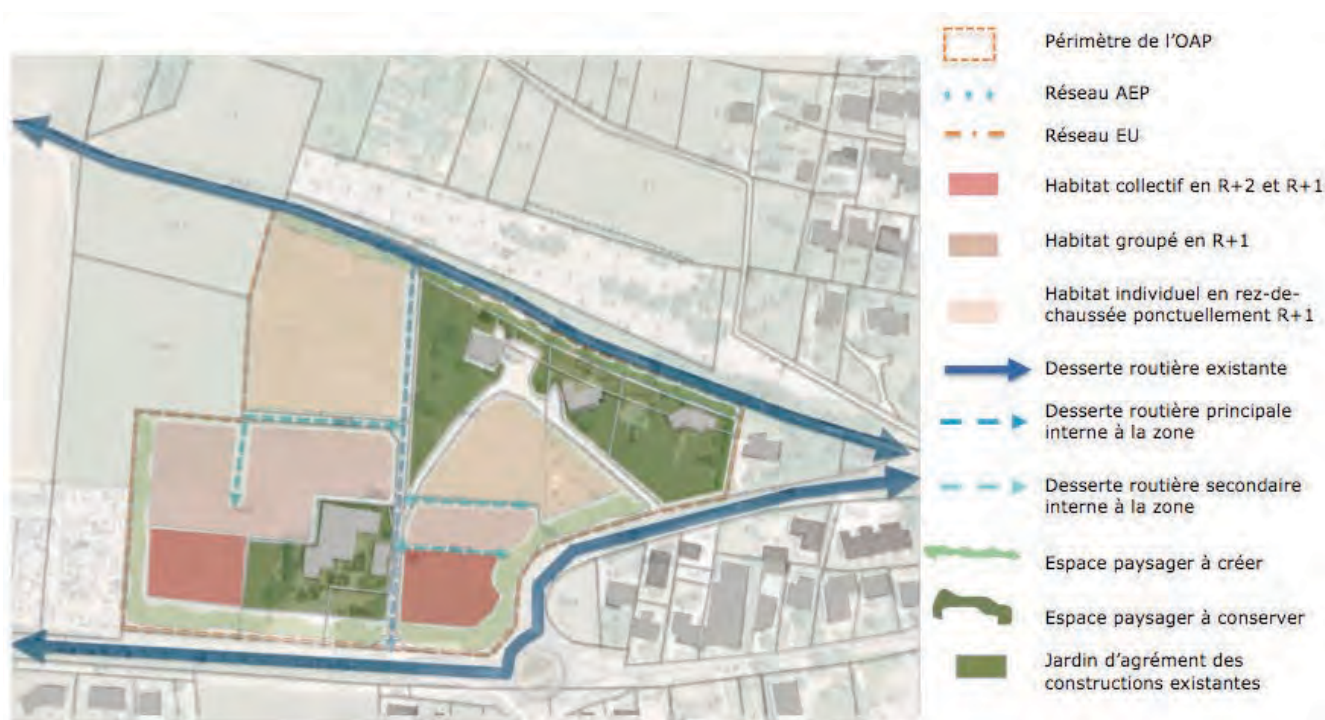 Périmètre de l'OAP
Réseau AEP
Réseau EU
Habitat collectif en R+2 et R+1
Habitat groupé en R+1
Habitat individuel en rez-de-
chaussée ponctuellement R+1
Desserte routière existante
Desserte routière principale
interne à la zone
Desserte routière secondaire
interne à la zone
Espace paysager à créer
Espace paysager à conserver
Jardin d'agrément des
constructions existantes